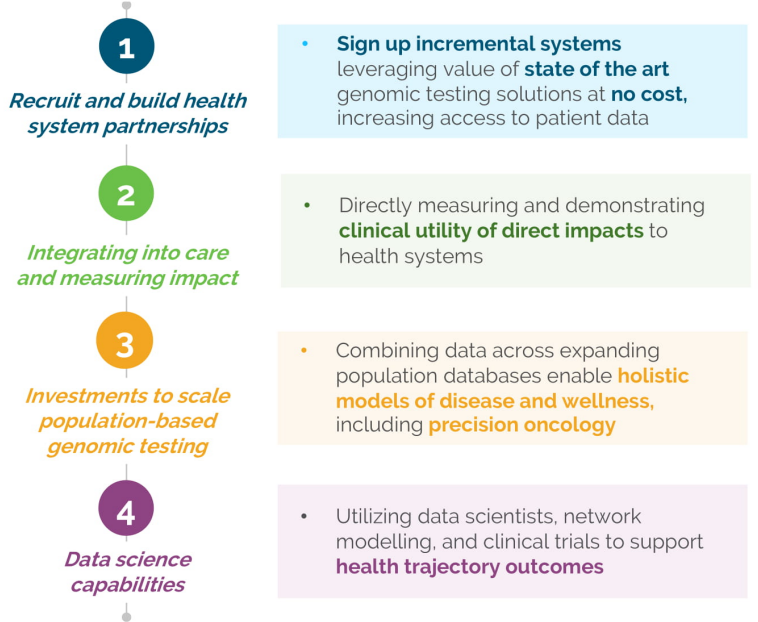 1
Recruit and build health
system partnerships
• Sign up incremental systems
leveraging value of state of the art
genomic testing solutions at no cost,
increasing access to patient data
2
Integrating into care
and measuring impact
• Directly measuring and demonstrating
clinical utility of direct impacts to
health systems
3
Investments to scale
population-based
genomic testing
• Combining data across expanding
population databases enable holistic
models of disease and wellness,
including precision oncology
4
Data science
capabilities
• Utilizing data scientists, network
modelling, and clinical trials to support
health trajectory outcomes